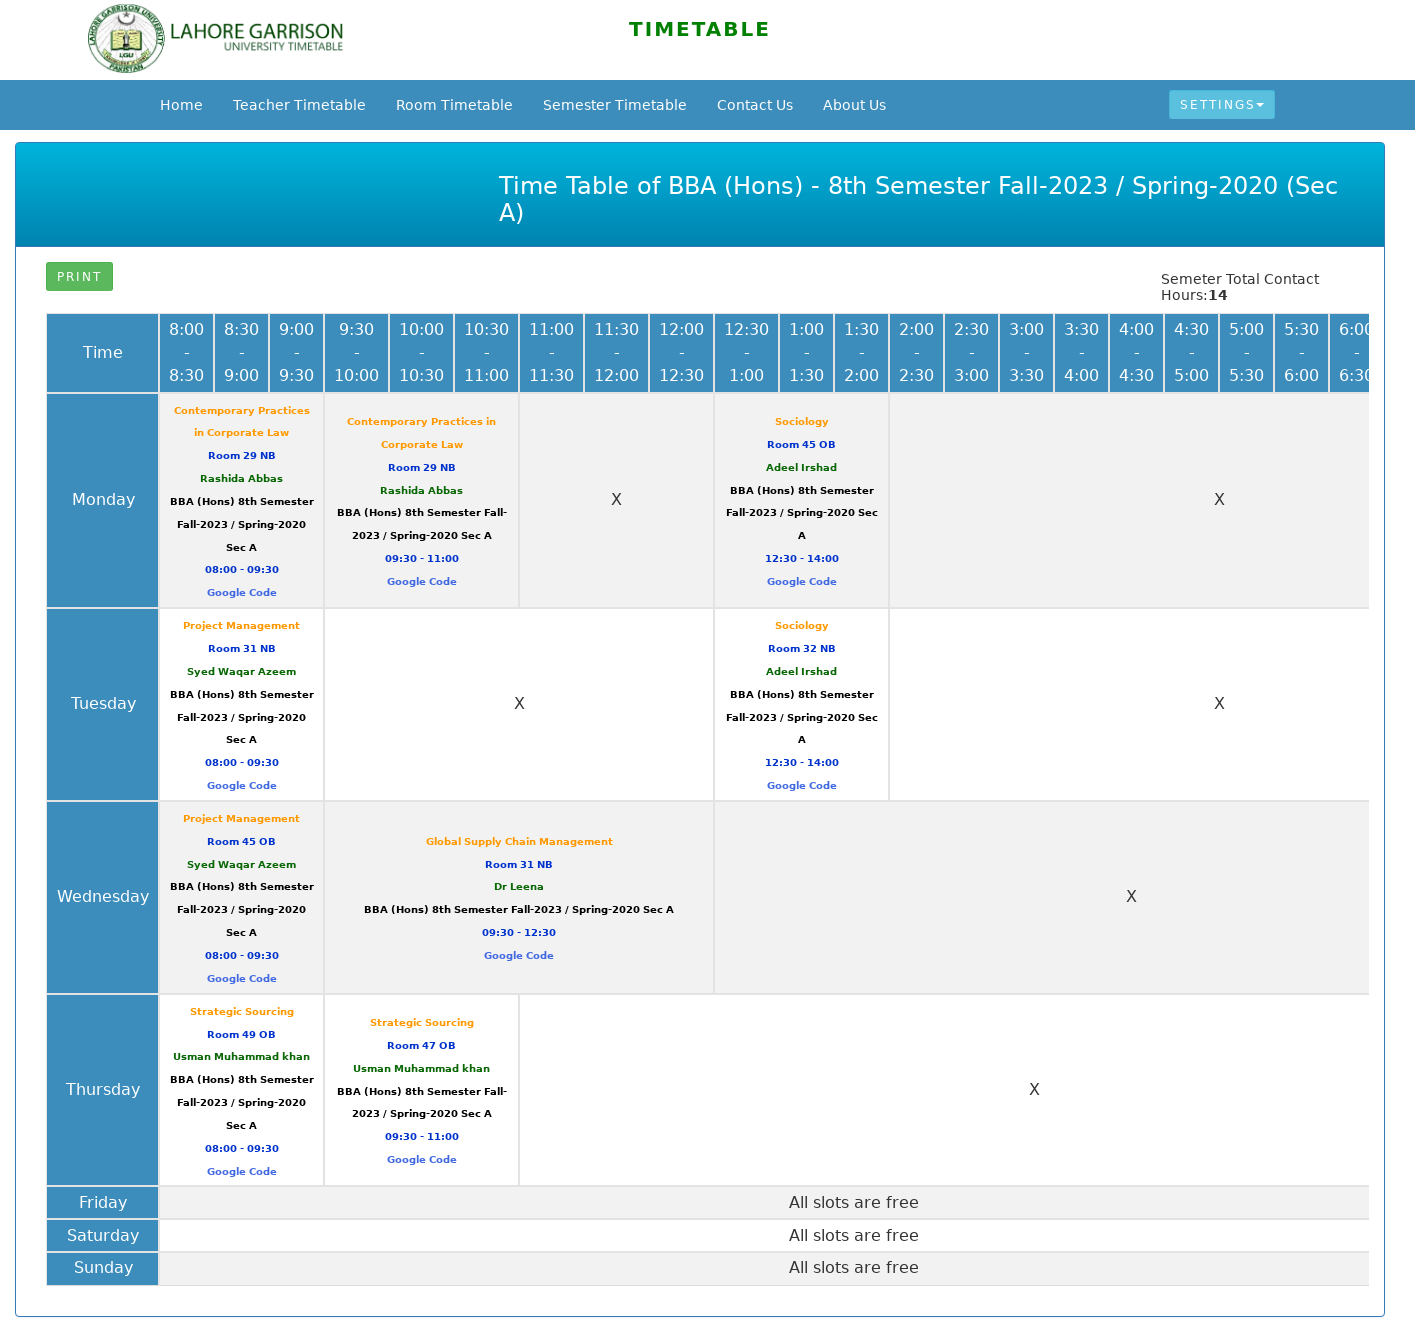 LAHORE GARRISON
UNIVERSITY TIMETABLE
LAHORE GARRISON UNIVERSITY
LGU
PAKISTAN
TIMETABLE
Home Teacher Timetable Room Timetable Semester Timetable Contact Us About Us SETTINGS
Time Table of BBA (Hons) - 8th Semester Fall-2023 / Spring-2020 (Sec
A)
PRINT
Semeter Total Contact
Hours:14
Time
8:00 - 8:30
8:30 - 9:00
9:00 - 9:30
9:30 - 10:00
10:00 - 10:30
10:30 - 11:00
11:00 - 11:30
11:30 - 12:00
12:00 - 12:30
12:30 - 1:00
1:00 - 1:30
1:30 - 2:00
2:00 - 2:30
2:30 - 3:00
3:00 - 3:30
3:30 - 4:00
4:00 - 4:30
4:30 - 5:00
5:00 - 5:30
5:30 - 6:00
6:00 - 6:30
Monday
Contemporary Practices
in Corporate Law
Room 29 NB
Rashida Abbas
BBA (Hons) 8th Semester
Fall-2023 / Spring-2020
Sec A
08:00 - 09:30
Google Code
Contemporary Practices in
Corporate Law
Room 29 NB
Rashida Abbas
BBA (Hons) 8th Semester Fall-
2023 / Spring-2020 Sec A
09:30 - 11:00
Google Code
X
Sociology
Room 45 OB
Adeel Irshad
BBA (Hons) 8th Semester
Fall-2023 / Spring-2020 Sec
A
12:30 - 14:00
Google Code
X
Tuesday
Project Management
Room 31 NB
Syed Waqar Azeem
BBA (Hons) 8th Semester
Fall-2023 / Spring-2020
Sec A
08:00 - 09:30
Google Code
X
Sociology
Room 32 NB
Adeel Irshad
BBA (Hons) 8th Semester
Fall-2023 / Spring-2020 Sec
A
12:30 - 14:00
Google Code
X
Wednesday
Project Management
Room 45 OB
Syed Waqar Azeem
BBA (Hons) 8th Semester
Fall-2023 / Spring-2020
Sec A
08:00 - 09:30
Google Code
Global Supply Chain Management
Room 31 NB
Dr Leena
BBA (Hons) 8th Semester Fall-2023 / Spring-2020 Sec A
09:30 - 12:30
Google Code
X
Thursday
Strategic Sourcing
Room 49 OB
Usman Muhammad khan
BBA (Hons) 8th Semester
Fall-2023 / Spring-2020
Sec A
08:00 - 09:30
Google Code
Strategic Sourcing
Room 47 OB
Usman Muhammad khan
BBA (Hons) 8th Semester Fall-
2023 / Spring-2020 Sec A
09:30 - 11:00
Google Code
X
Friday
All slots are free
Saturday
All slots are free
Sunday
All slots are free